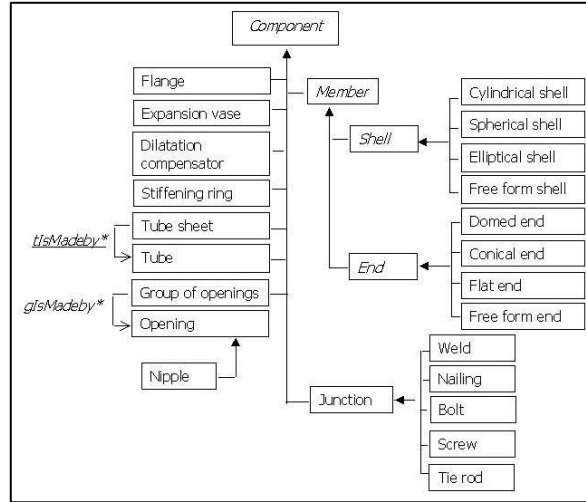 Component
Flange
Member
Expansion vase
Cylindrical shell
Spherical shell
Dilatation
compensator
Shell
Elliptical shell
Stiffening ring
Free form shell
Tube sheet
tIsMadeby*
Tube
Domed end
Conical end
End
Group of openings
Flat end
gIsMadeby*
Opening
Free form end
Weld
Nipple
Nailing
Junction
Bolt
Screw
Tie rod